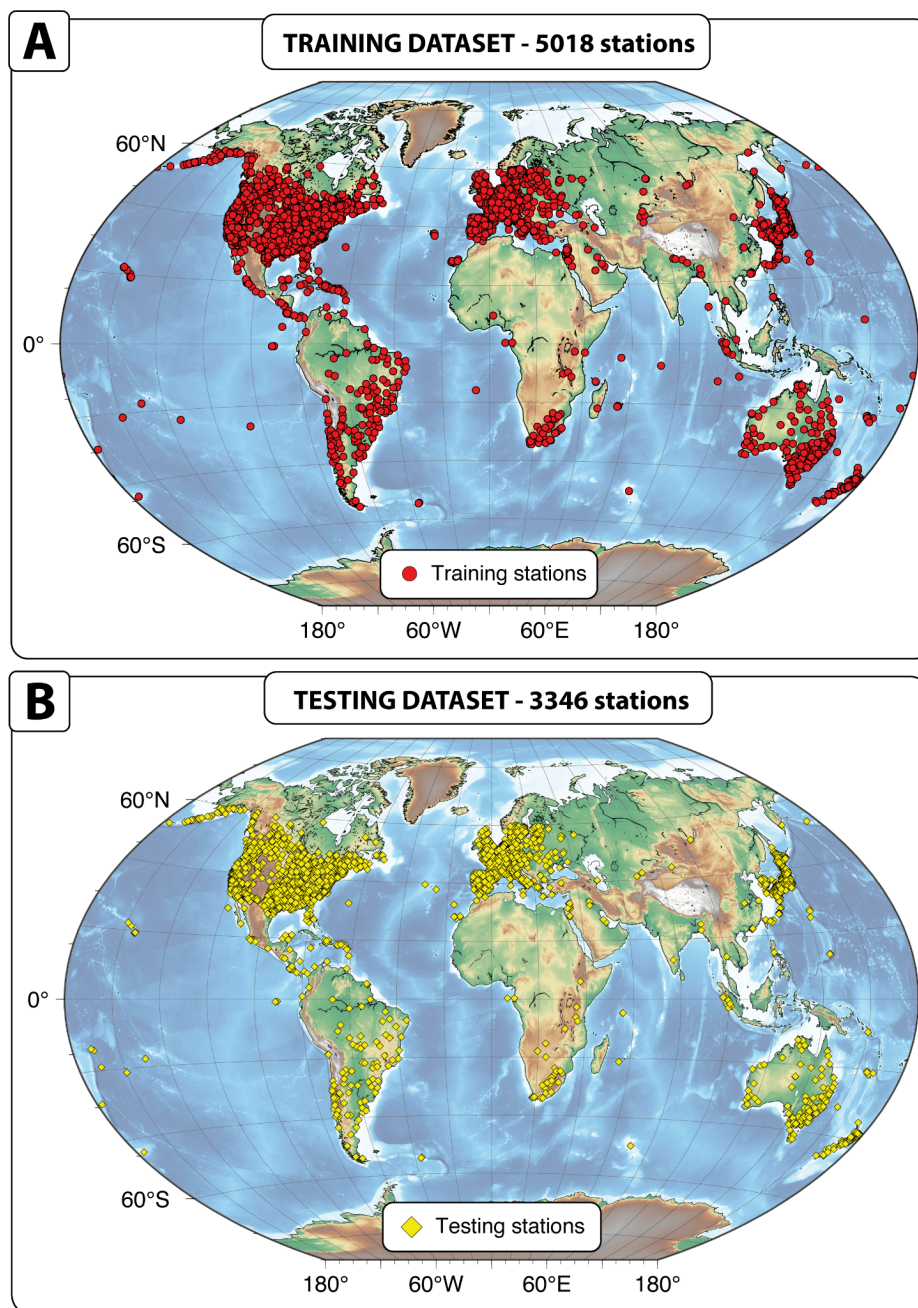 A
TRAINING DATASET - 5018 stations
60°N
0°
60°S
Training stations
180° 60°W 60°E 180°
B
TESTING DATASET - 3346 stations
60°N
0°
60°S
Testing stations
180° 60°W 60°E 180°